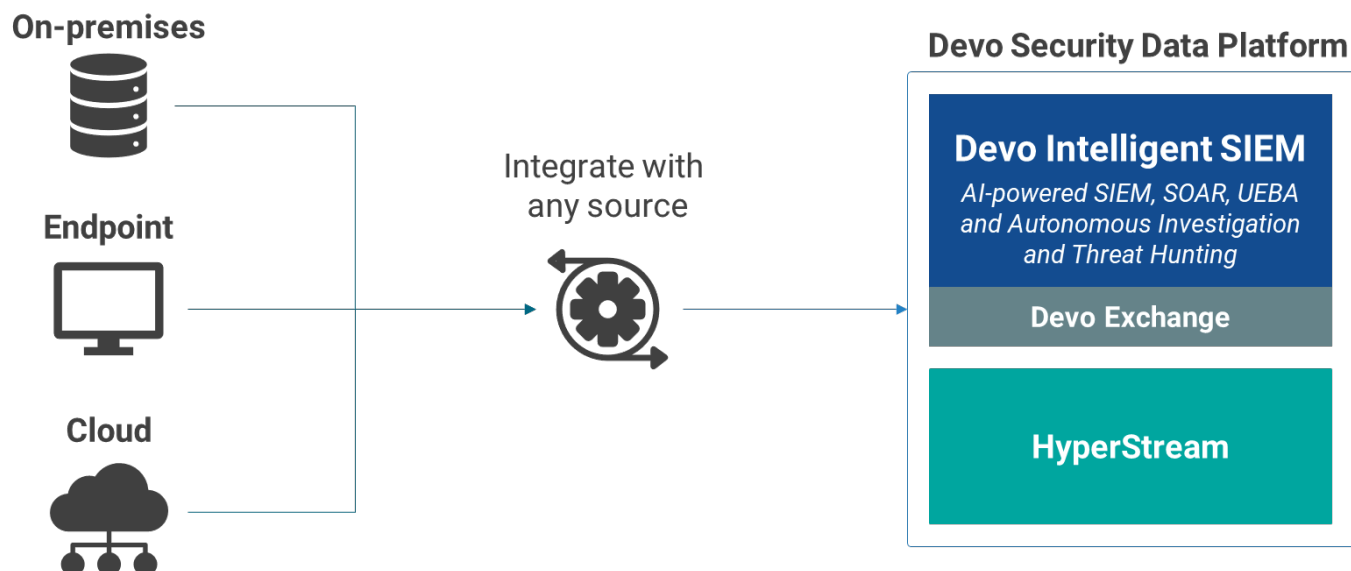 On-premises
Endpoint
Cloud
Integrate with
any source
Devo Security Data Platform
Devo Intelligent SIEM
AI-powered SIEM, SOAR, UEBA
and Autonomous Investigation
and Threat Hunting
Devo Exchange
HyperStream